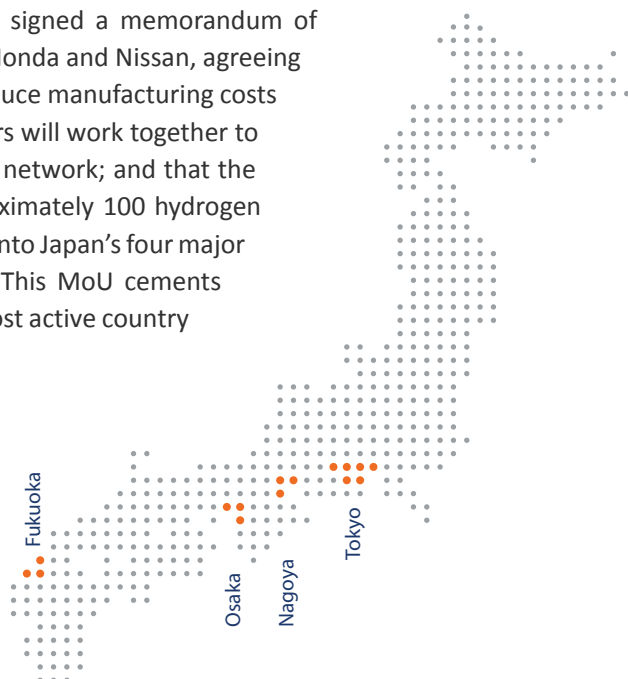 signed a memorandum of
Honda and Nissan, agreeing
uce manufacturing costs
rs will work together to
network; and that the
ximately 100 hydrogen
nto Japan's four major
This MoU cements
ost active country
Fukuoka
Osaka
Nagoya
Tokyo